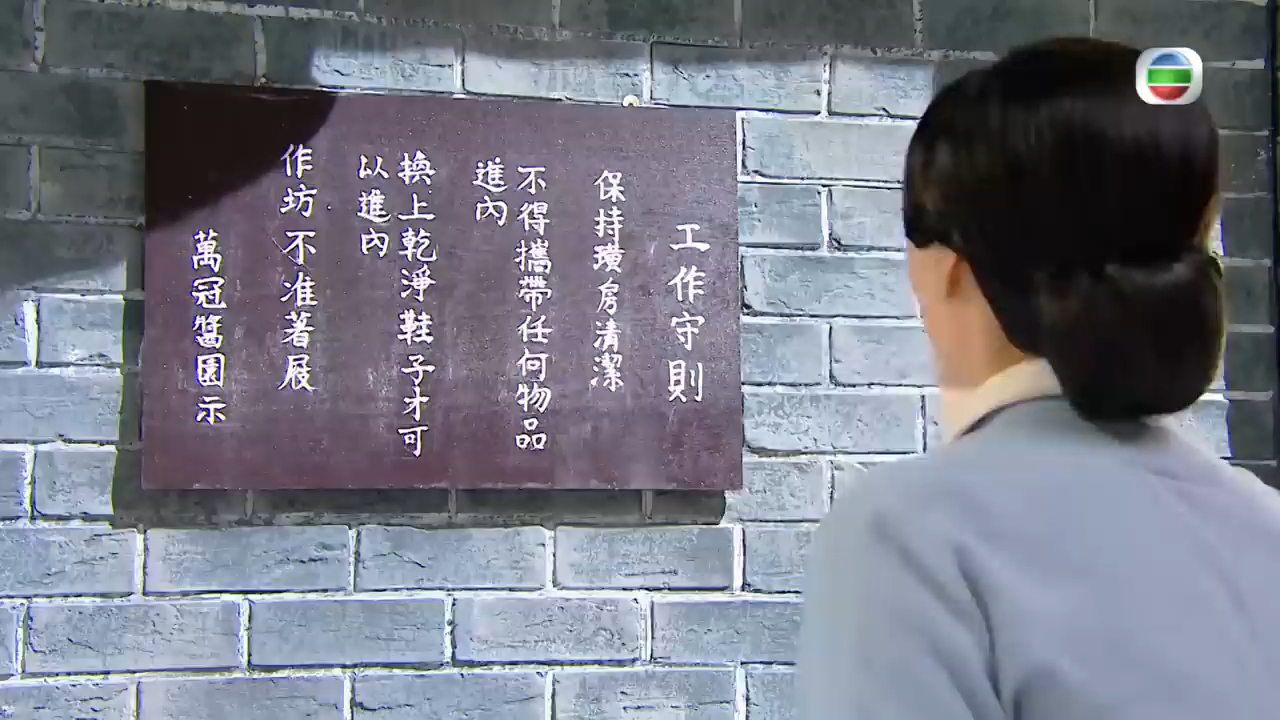 工作守則
保持璜房清潔
不得攜帶任何物品
進內
換上乾淨鞋子才可
以進內
作坊不准著屐
萬冠醬園示